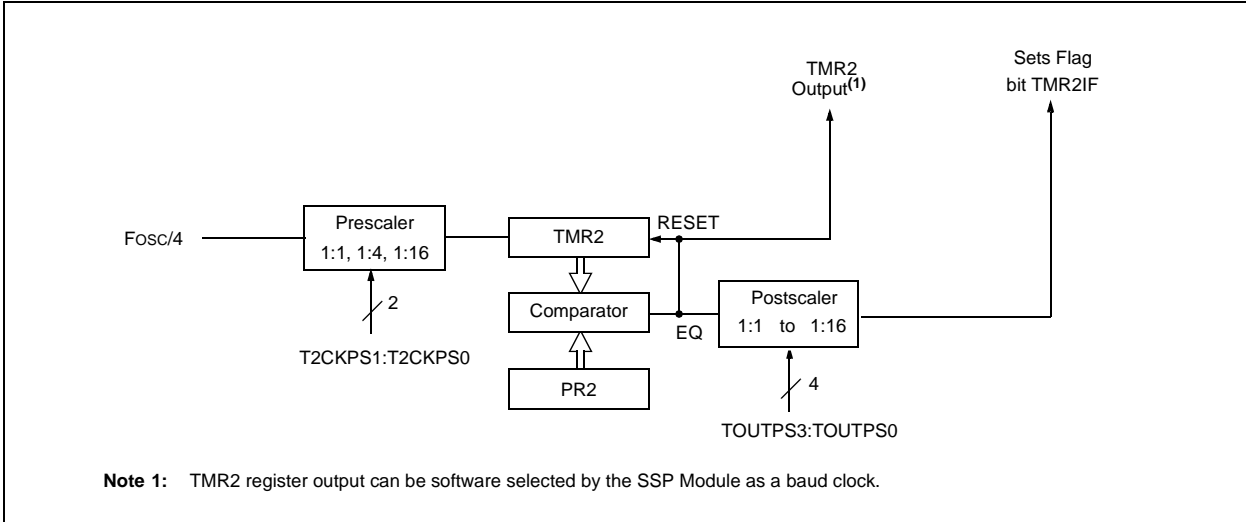 TMR2
Output(1)
Sets Flag
bit TMR2IF
FOSC/4
Prescaler
1:1, 1:4, 1:16
2
T2CKPS1:T2CKPS0
TMR2
RESET
Comparator
EQ
PR2
Postscaler
1:1 to 1:16
4
TOUTPS3:TOUTPS0
Note 1: TMR2 register output can be software selected by the SSP Module as a baud clock.